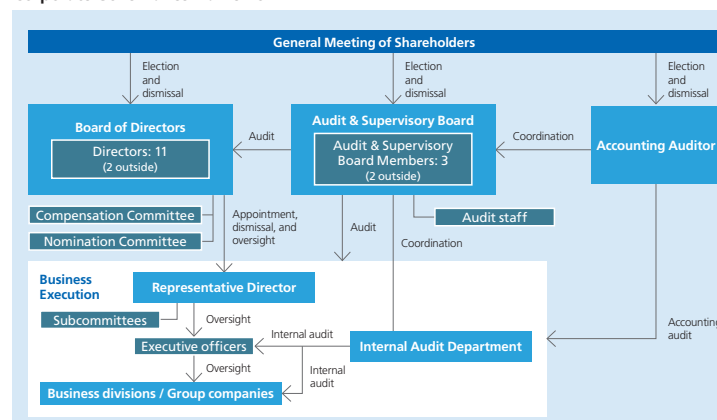 General Meeting of Shareholders
Election
and
dismissal
Election
and
dismissal
Election
and
dismissal
Board of Directors
Directors: 11
(2 outside)
Audit
Audit & Supervisory Board
Audit & Supervisory
Board Members: 3
(2 outside)
Coordination
Accounting Auditor
Compensation Committee
Nomination Committee
Appointment,
dismissal, and
oversight
Audit
Coordination
Audit staff
Business
Execution
Representative Director
Subcommittees
Oversight
Executive officers
Internal audit
Internal Audit Department
Accounting
audit
Oversight
Internal
audit
Business divisions / Group companies